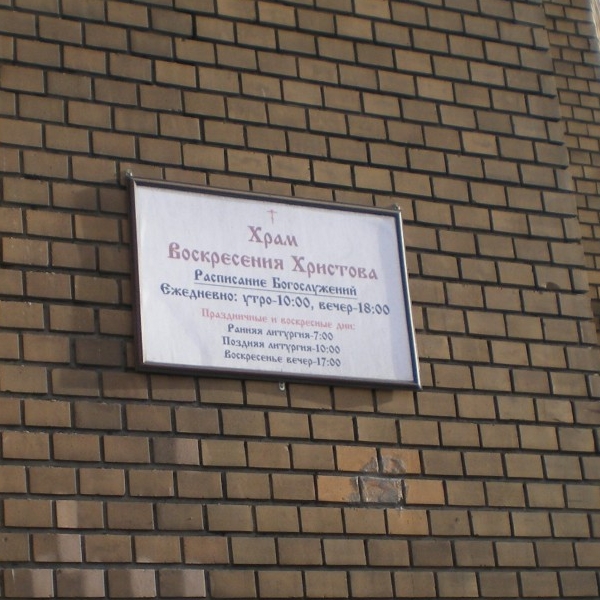 Храм
Воскресения Христова
Расписание Богослужений
Ежедневно: утро-10:00, вечер-18:00
Праздничные и воскресные дни:
Ранняя литургия-7:00
Поздняя литургия-10:00
Воскресенье вечер-17:00